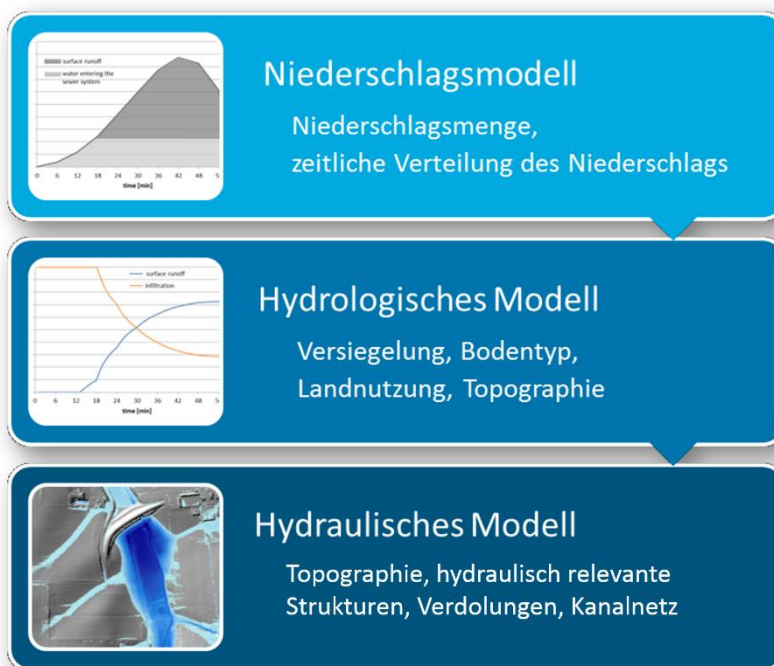 surface runoff
water entering the
sewer system
0 6 12 18 24 30 36 42 48 5
time [min]
Niederschlagsmodell
Niederschlagsmenge,
zeitliche Verteilung des Niederschlags
surface runoff
infiltration
0 6 12 18 24 30 36 42 48 5
time [min]
Hydrologisches Modell
Versiegelung, Bodentyp,
Landnutzung, Topographie
Hydraulisches Modell
Topographie, hydraulisch relevante
Strukturen, Verdolungen, Kanalnetz